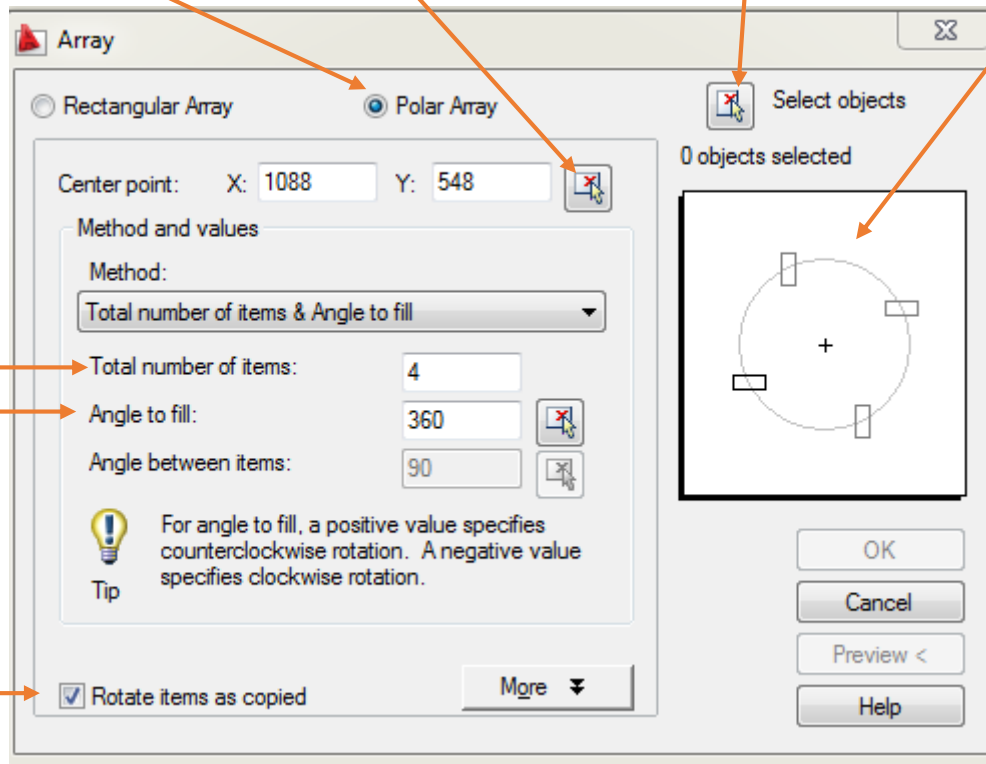 Array
Rectangular Array
Polar Array
Select objects
0 objects selected
Center point: X: 1088 Y: 548
Method and values
Method:
Total number of items & Angle to fill
Total number of items: 4
Angle to fill: 360
Angle between items: 90
For angle to fill, a positive value specifies
counterclockwise rotation. A negative value
specifies clockwise rotation.
Tip
Rotate items as copied
More
OK
Cancel
Preview <
Help